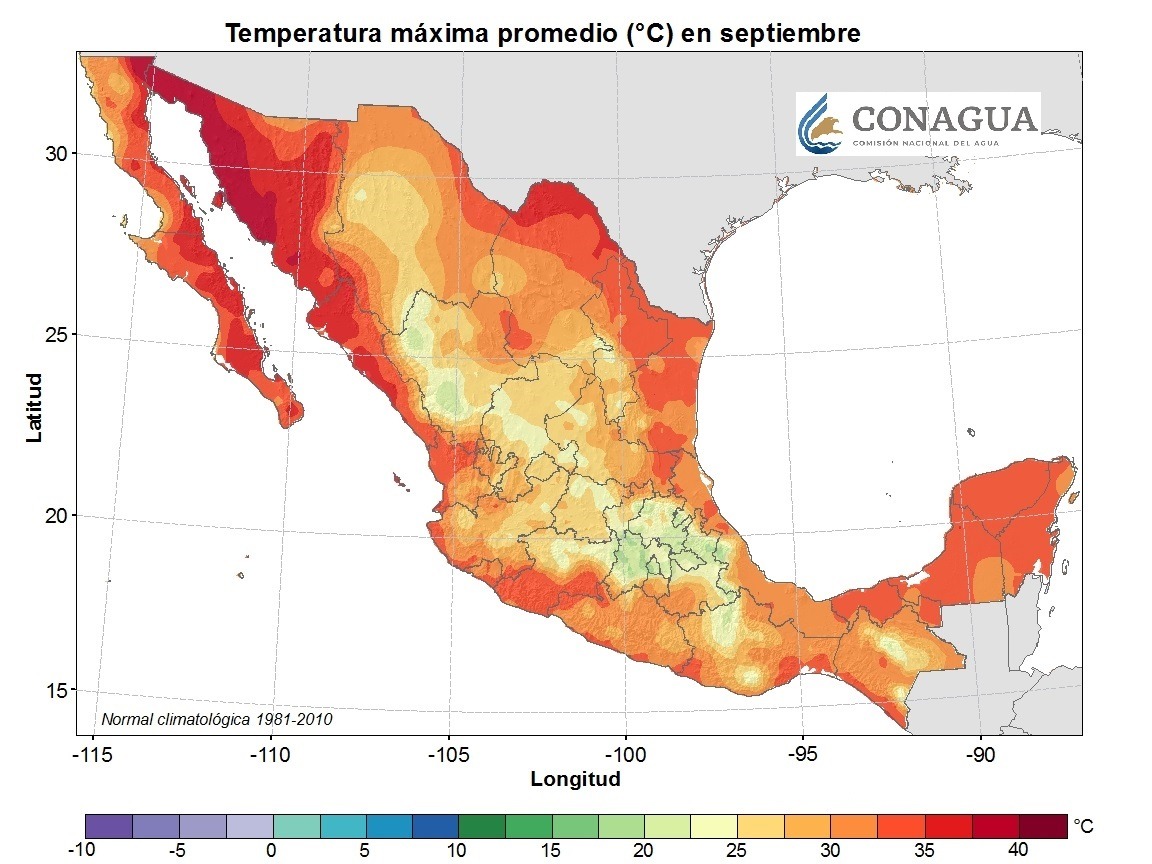 Temperatura máxima promedio (°C) en septiembre
CONAGUA
COMISIÓN NACIONAL DEL AGUA
30
25
Latitud
20
15
Normal climatológica 1981-2010
-115 -110 -105 -100 -95 -90
Longitud
°C
-10 -5 0 5 10 15 20 25 30 35 40